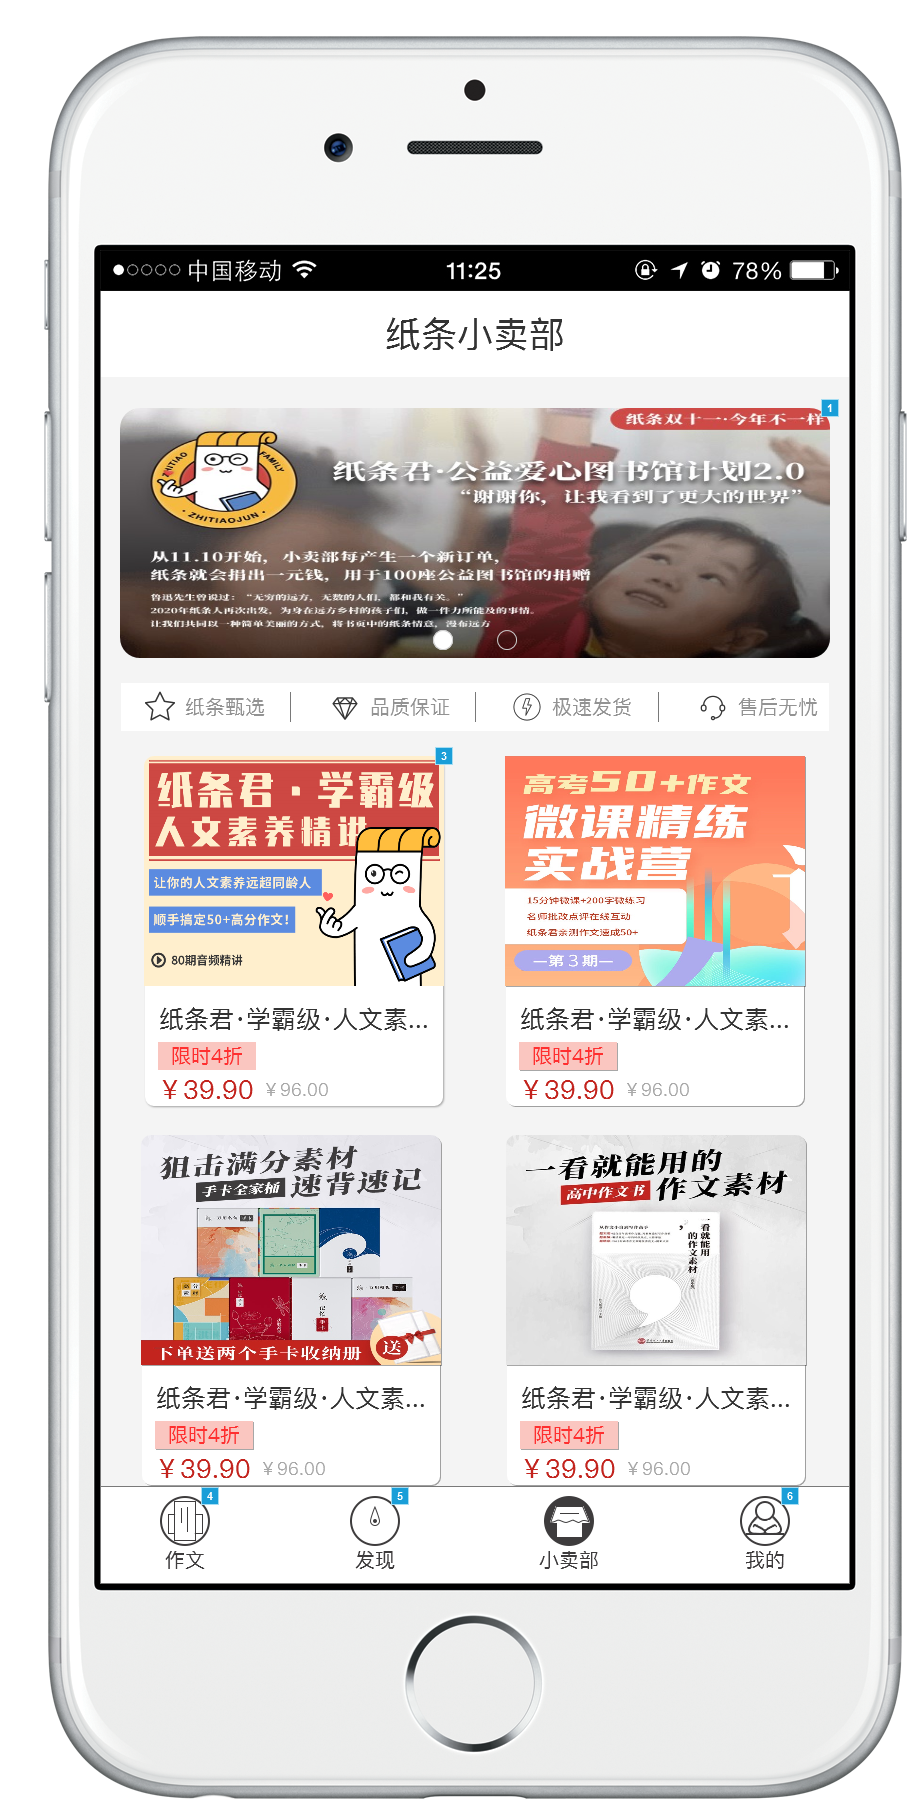 中国移动 11:25 78%
纸条小卖部
1
纸条双十一·今年不一样
ZHITIAO FAMILY
·ZHITIAOJUN·
纸条君·公益爱心图书馆计划2.0
“谢谢你，让我看到了更大的世界”
从11.10开始，小卖部每产生一个新订单，
纸条就会捐出一元钱，用于100座公益图书馆的捐赠
鲁迅先生曾说过：“无穷的远方，无数的人们，都和我有关。”
2020年纸条人再次出发，为身在远方乡村的孩子们，做一件力所能及的事情。
让我们共同以一种简单美丽的方式，将书页中的纸条情意，漫布远方
纸条甄选 品质保证 极速发货 售后无忧
3
纸条君·学霸级
人文素养精讲
让你的人文素养远超同龄人
顺手搞定50+高分作文！
80期音频精讲
纸条君·学霸级·人文素...
限时4折
￥39.90 ￥96.00
高考50+作文
微课精练
实战营
15分钟微课+200字微练习
名师批改点评在线互动
纸条君亲测作文速成50+
—第3期—
纸条君·学霸级·人文素...
限时4折
￥39.90 ￥96.00
狙击满分素材
手卡全家桶 速背速记
下单送两个手卡收纳册 送
纸条君·学霸级·人文素...
限时4折
￥39.90 ￥96.00
一看就能用的
高中作文书 作文素材
一看就能用
的作文素材
纸条君·学霸级·人文素...
限时4折
￥39.90 ￥96.00
4 5 6
作文 发现 小卖部 我的